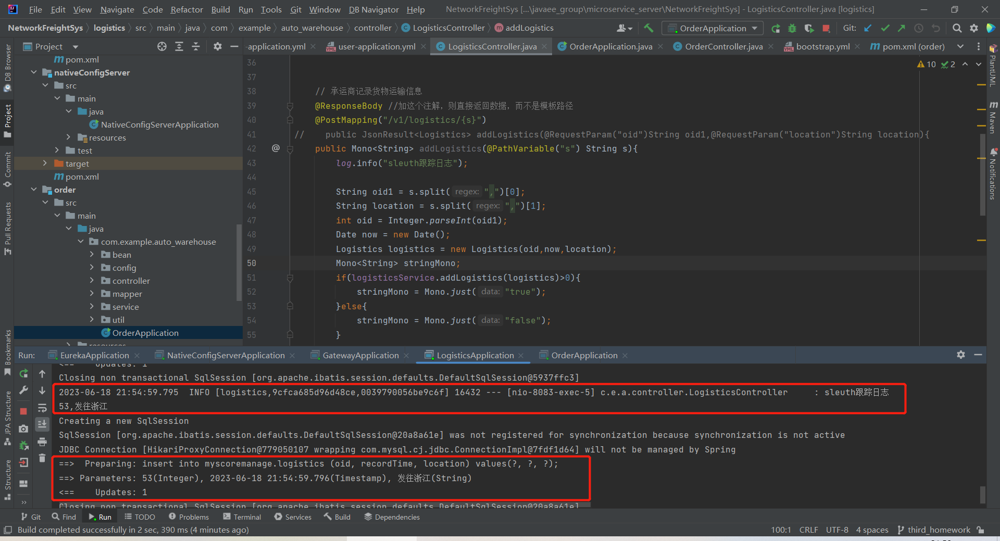 File Edit View Navigate Code Refactor Build Run Tools Git Window DB Navigator Help NetworkFreightSys [...\javaee_group\microservice_server\NetworkFreightSys] - LogisticsController.java [logistics]
NetworkFreightSys logistics src main java com example auto_warehouse controller LogisticsController addLogistics OrderApplication Git:
Project
-application.yml user-application.yml LogisticsController.java OrderApplication.java OrderController.java bootstrap.yml pom.xml (order)
DB Browser
Project
Commit
Pull Requests
Bookmarks
JPA Structure
Structure
pom.xml
nativeConfigServer
src
main
java
NativeConfigServerApplication
resources
test
target
pom.xml
order
src
main
java
com.example.auto_warehouse
bean
config
controller
mapper
service
util
OrderApplication
resources
10 2
36
37
38 // 承运商记录货物运输信息
39 @ResponseBody //加这个注解，则直接返回数据，而不是模板路径
40 @PostMapping("/v1/logistics/{s}")
41 // public JsonResult<Logistics> addLogistics(@RequestParam("oid")String oid1,@RequestParam("location")String location){
42 @ public Mono<String> addLogistics(@PathVariable("s") String s){
43 log.info("sleuth跟踪日志");
44
45 String oid1 = s.split( regex: ",")[0];
46 String location = s.split( regex: ",")[1];
47 int oid = Integer.parseInt(oid1);
48 Date now = new Date();
49 Logistics logistics = new Logistics(oid,now,location);
50 Mono<String> stringMono;
51 if(logisticsService.addLogistics(logistics)>0){
52 stringMono = Mono.just( data: "true");
53 }else{
54 stringMono = Mono.just( data: "false");
55 }
PlantUML
Maven
Notifications
Run: EurekaApplication NativeConfigServerApplication GatewayApplication LogisticsApplication OrderApplication
<== Updates: 1
Closing non transactional SqlSession [org.apache.ibatis.session.defaults.DefaultSqlSession@5937ffc3]
2023-06-18 21:54:59.795 INFO [logistics,9cfca685d96d48ce,0039790056be9c6f] 16432 --- [nio-8083-exec-5] c.e.a.controller.LogisticsController : sleuth跟踪日志
53,发往浙江
Creating a new SqlSession
SqlSession [org.apache.ibatis.session.defaults.DefaultSqlSession@20a8a61e] was not registered for synchronization because synchronization is not active
JDBC Connection [HikariProxyConnection@779050107 wrapping com.mysql.cj.jdbc.ConnectionImpl@7fdf1d64] will not be managed by Spring
==> Preparing: insert into myscoremanage.logistics (oid, recordTime, location) values(?, ?, ?);
==> Parameters: 53(Integer), 2023-06-18 21:54:59.796(Timestamp), 发往浙江(String)
<== Updates: 1
Closing non transactional SqlSession [org.apache.ibatis.session.defaults.DefaultSqlSession@20a8a61e]
Git Find Run TODO Problems Terminal Services Build Dependencies
Build completed successfully in 2 sec, 390 ms (4 minutes ago) 100:1 CRLF UTF-8 4 spaces third_homework